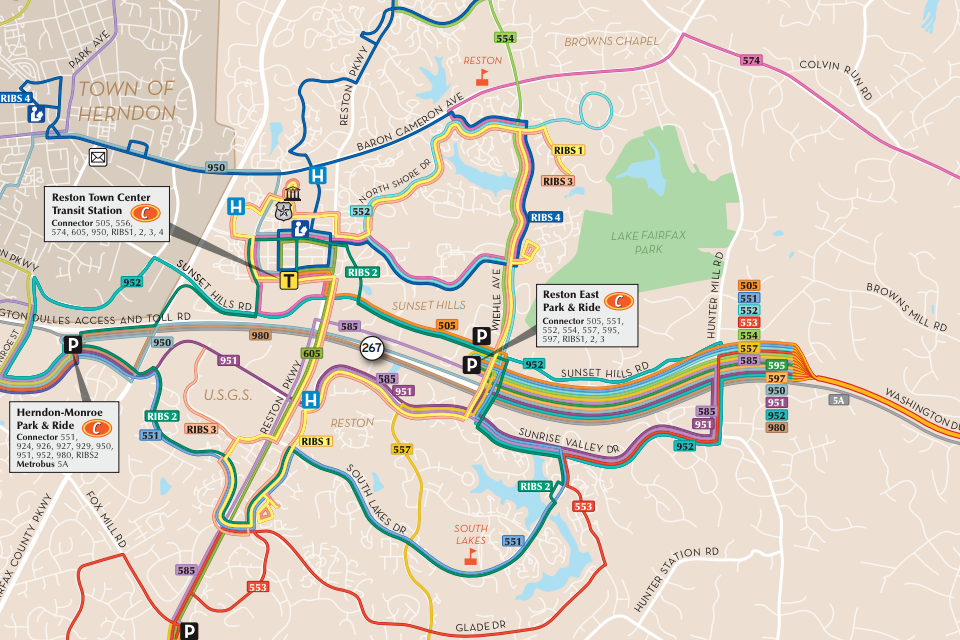 554
BROWNS CHAPEL
574
COLVIN RUN RD
PARK AVE
RESTON PKWY
RESTON
TOWN OF
HERNDON
RIBS 4
BARON CAMERON AVE
950
H
RIBS 1
RIBS 3
NORTH SHORE DR
552
H
RIBS 4
Reston Town Center
Transit Station
C
Connector 505, 556,
574, 605, 950, RIBS1, 2, 3, 4
LAKE FAIRFAX
PARK
952
SUNSET HILLS RD
T
RIBS 2
WIEHLE AVE
HUNTER MILL RD
BROWNS MILL RD
Reston East
Park & Ride
C
Connector 505, 551,
552, 554, 557, 595,
597, RIBS1, 2, 3
505
551
552
553
554
557
585
595
597
950
951
952
980
SUNSET HILLS
505
585
P
P
DULLES ACCESS AND TOLL RD
950
980
267
605
951
585
951
952
SUNSET HILLS RD
5A
P
U.S.G.S.
RESTON PKWY
H
RESTON
585
951
952
SUNRISE VALLEY DR
Herndon-Monroe
Park & Ride
C
Connector 551,
924, 926, 927, 929, 950,
951, 952, 980, RIBS2
Metrobus 5A
RIBS 2
551
RIBS 3
RIBS 1
557
SOUTH LAKES DR
RIBS 2
553
FOX MILL RD
SOUTH
LAKES
551
HUNTER STATION RD
585
553
GLADE DR
P